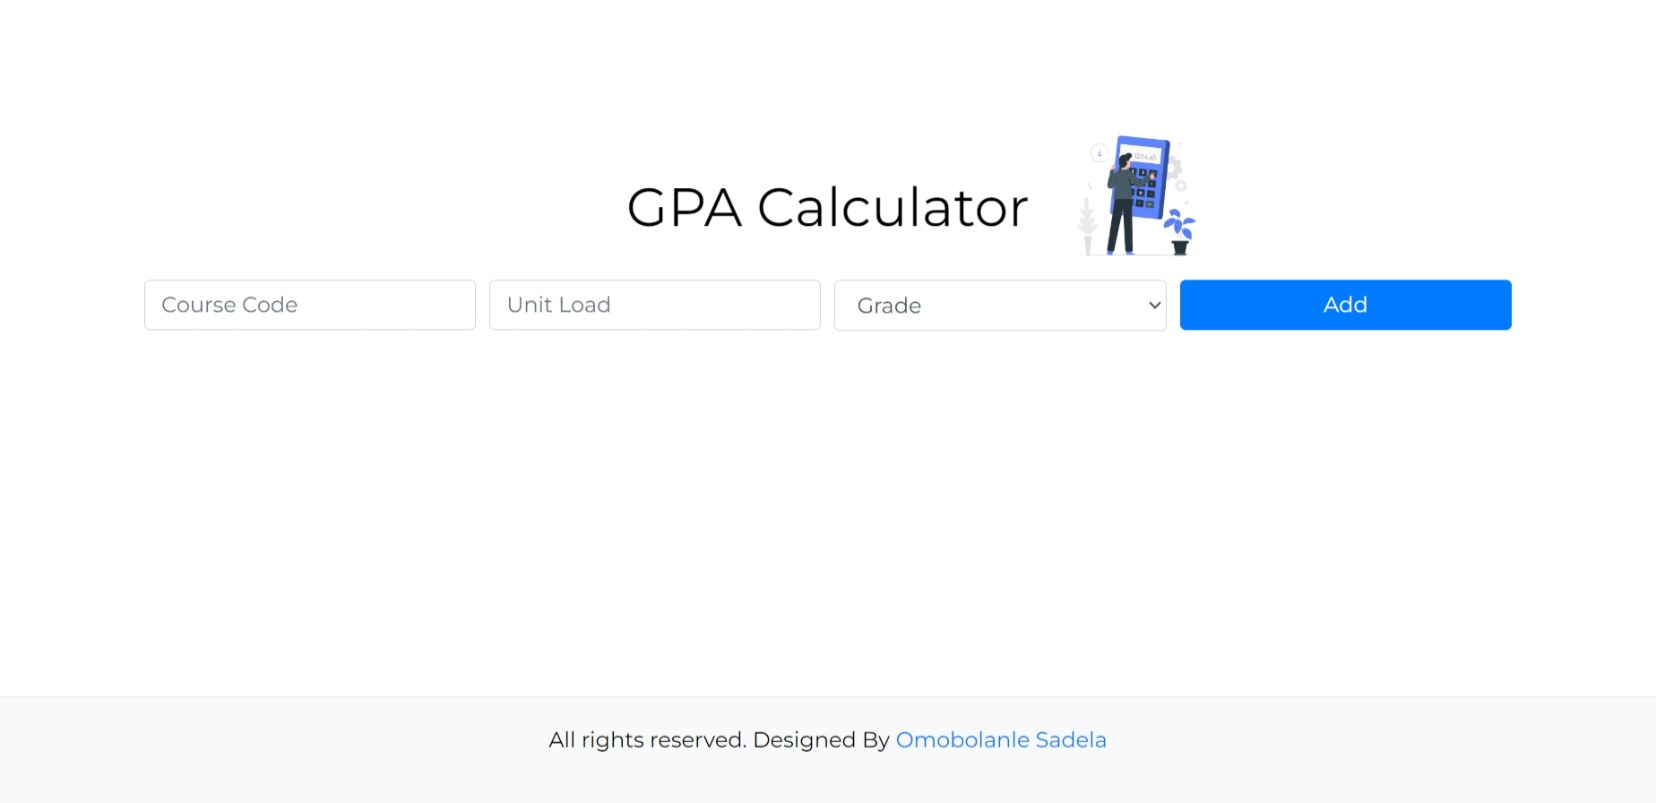 GPA Calculator
Course Code
Unit Load
Grade
Add
All rights reserved. Designed By Omobolanle Sadela